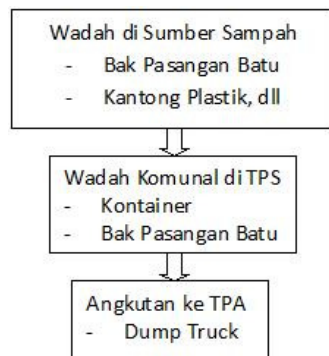 Wadah di Sumber Sampah
- Bak Pasangan Batu
- Kantong Plastik, dll
Wadah Komunal di TPS
- Kontainer
- Bak Pasangan Batu
Angkutan ke TPA
- Dump Truck